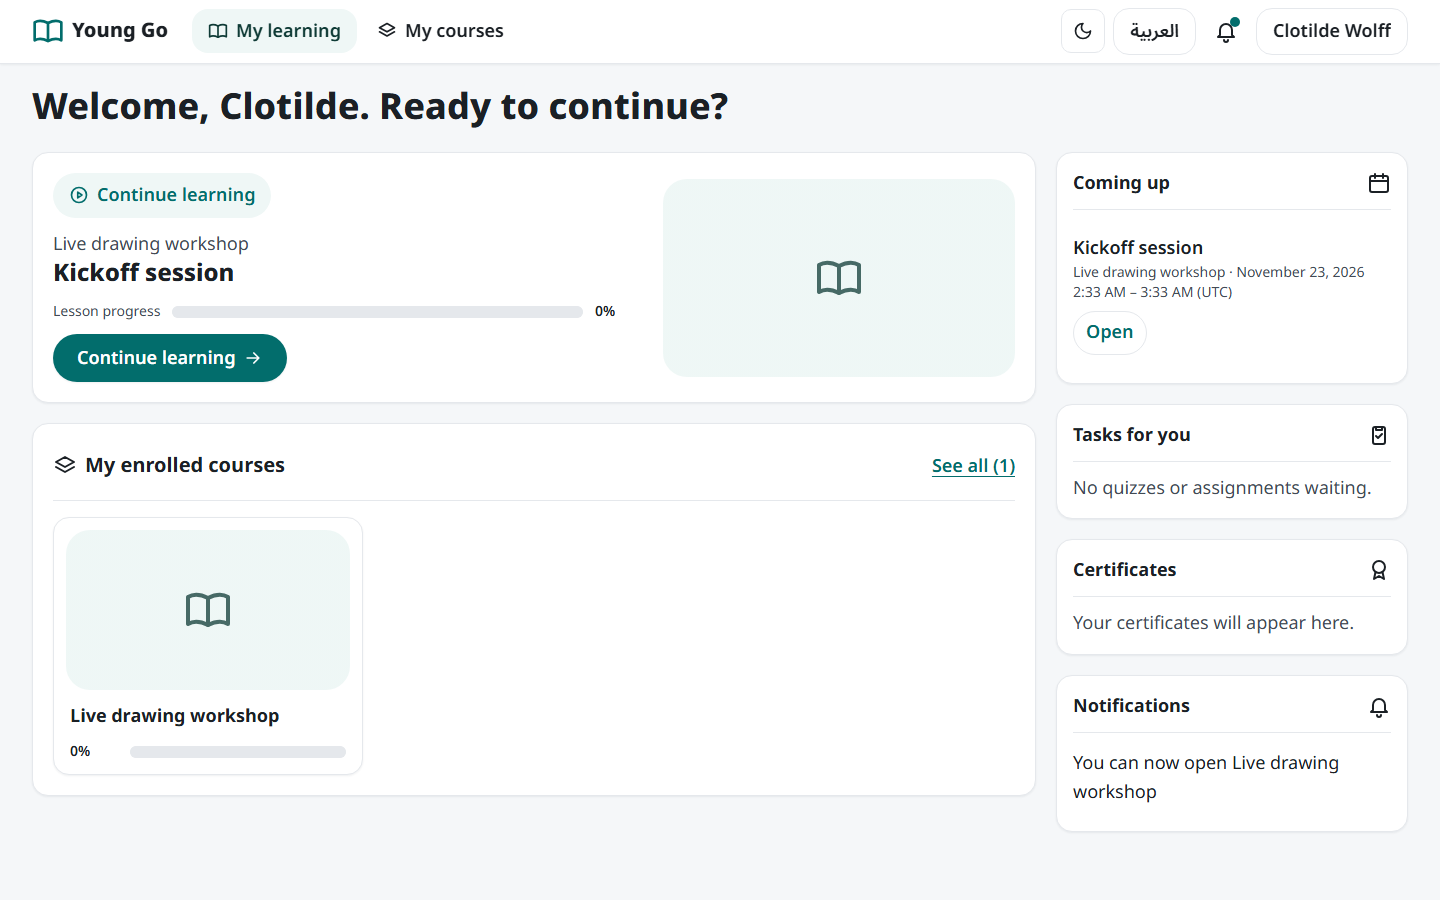 Young Go
My learning
My courses
العربية
Clotilde Wolff
Welcome, Clotilde. Ready to continue?
Continue learning
Live drawing workshop
Kickoff session
Lesson progress
0%
Continue learning
My enrolled courses
See all (1)
Live drawing workshop
0%
Coming up
Kickoff session
Live drawing workshop · November 23, 2026
2:33 AM – 3:33 AM (UTC)
Open
Tasks for you
No quizzes or assignments waiting.
Certificates
Your certificates will appear here.
Notifications
You can now open Live drawing
workshop